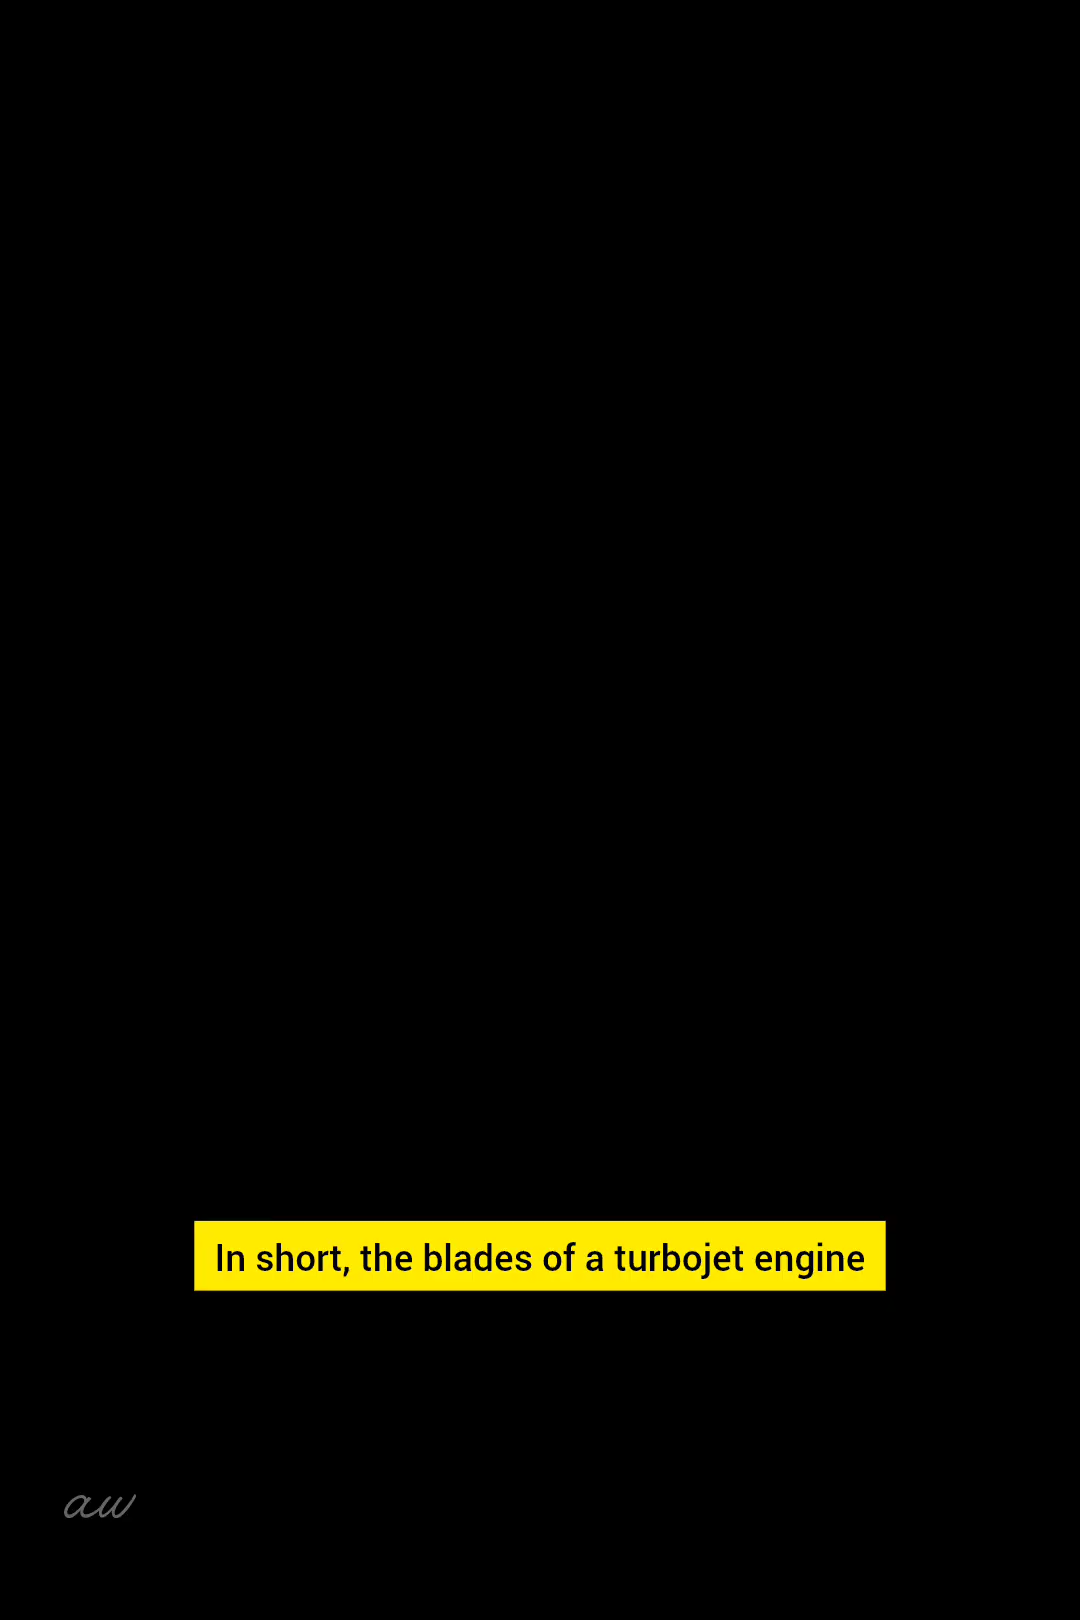 In short, the blades of a turbojet engine
aw